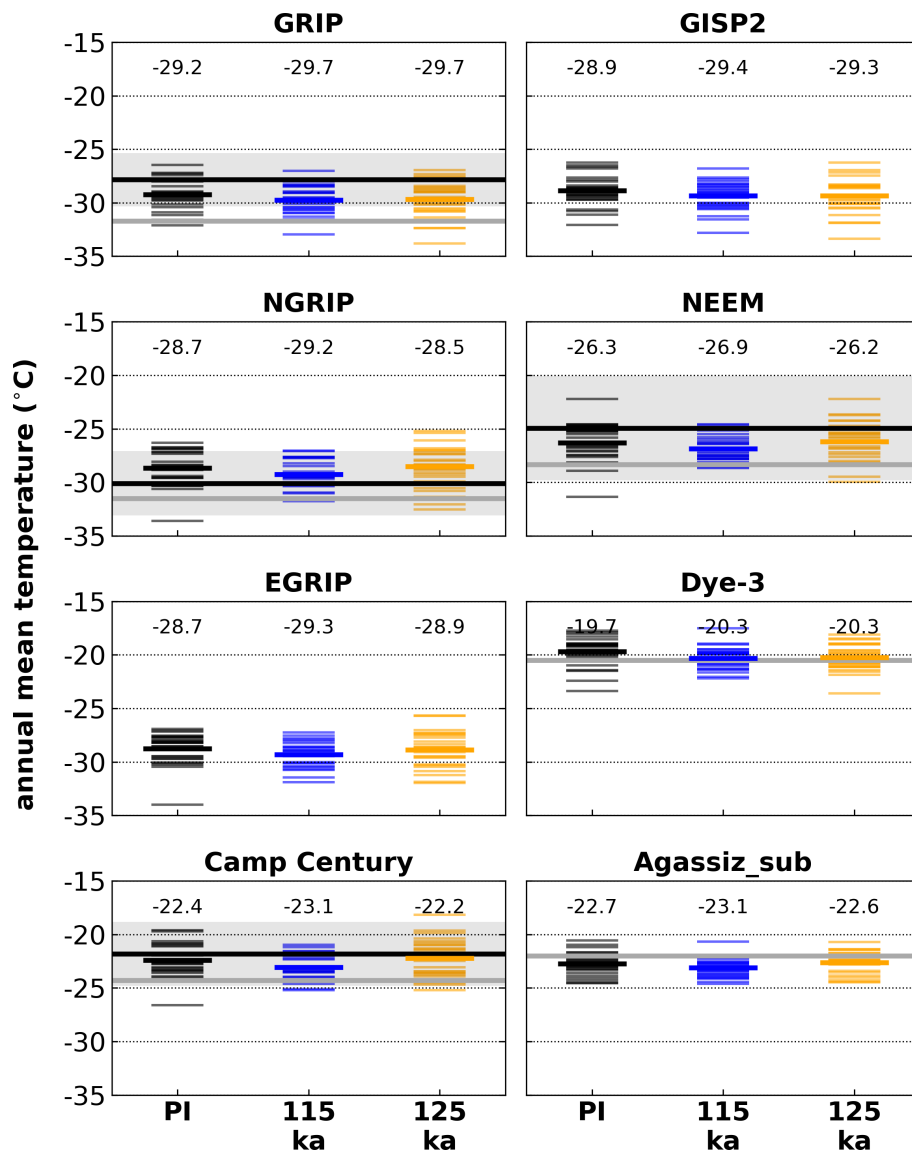 GRIP
GISP2
-15
-29.2 -29.7 -29.7
-28.9 -29.4 -29.3
-20
-25
-30
-35
NGRIP
NEEM
-15
-28.7 -29.2 -28.5
-26.3 -26.9 -26.2
-20
-25
-30
-35
annual mean temperature (°C)
EGRIP
Dye-3
-15
-28.7 -29.3 -28.9
-19.7 -20.3 -20.3
-20
-25
-30
-35
Camp Century
Agassiz_sub
-15
-22.4 -23.1 -22.2
-22.7 -23.1 -22.6
-20
-25
-30
-35
PI 115 ka 125 ka
PI 115 ka 125 ka